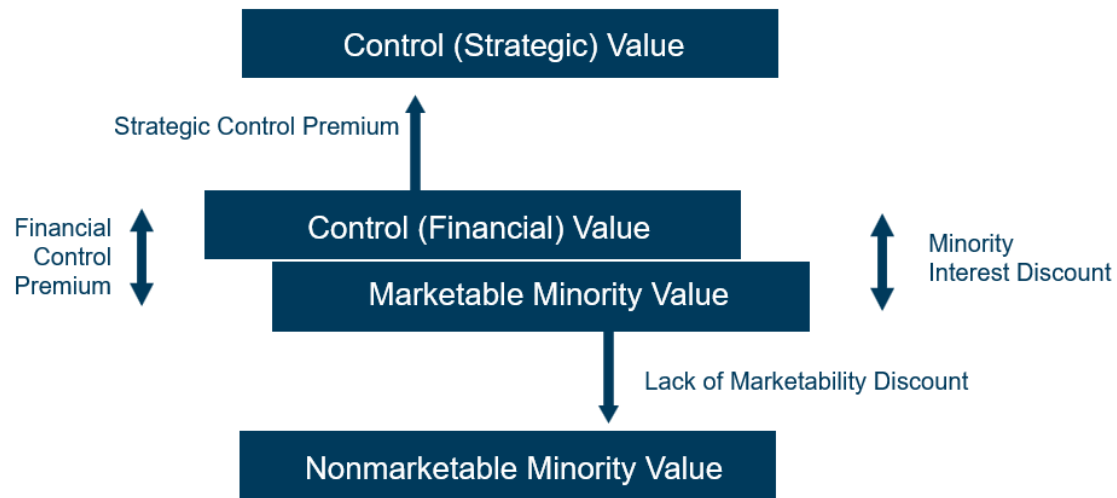 Control (Strategic) Value
Strategic Control Premium
Financial
Control
Premium
Control (Financial) Value
Marketable Minority Value
Minority
Interest Discount
Lack of Marketability Discount
Nonmarketable Minority Value